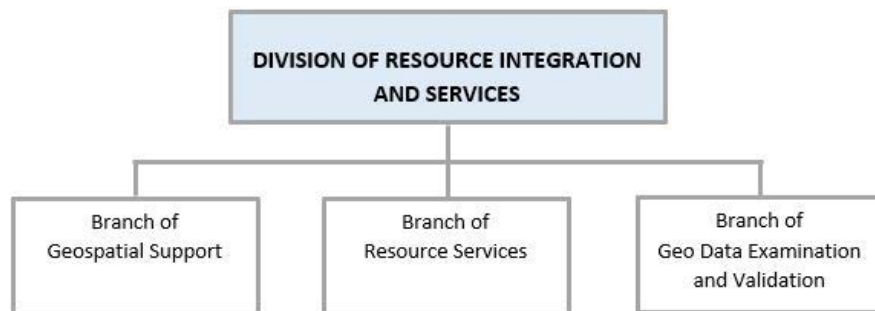 DIVISION OF RESOURCE INTEGRATION
AND SERVICES
Branch of
Geospatial Support
Branch of
Resource Services
Branch of
Geo Data Examination
and Validation